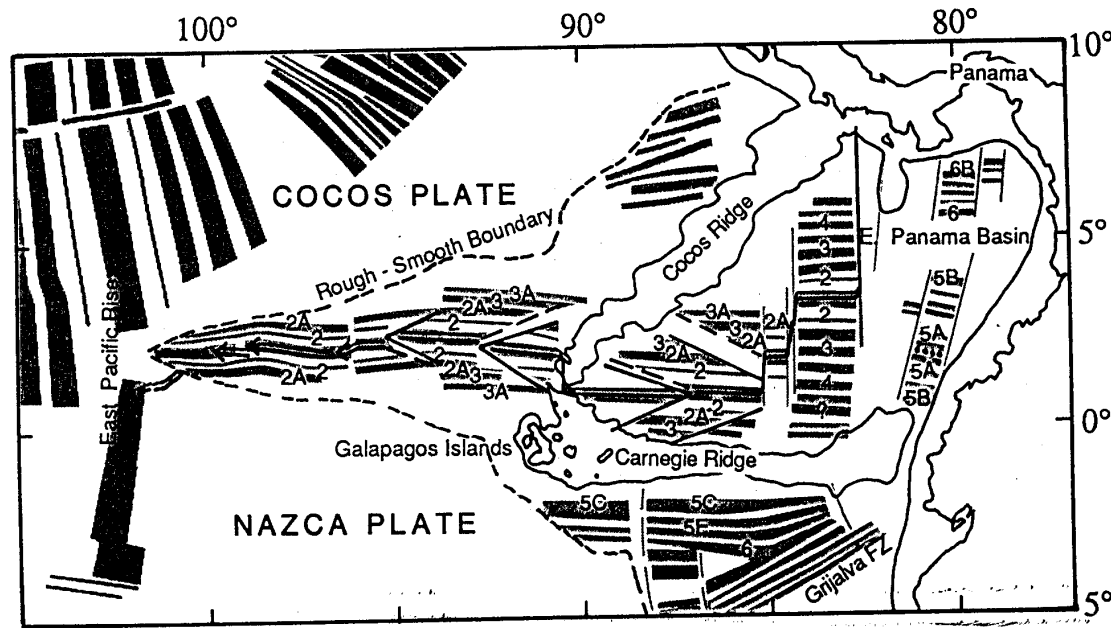 100° 90° 80°
10°
Panama
COCOS PLATE
6B
6
Rough - Smooth Boundary
Cocos Ridge
4
3
2
E. Panama Basin
5°
5B
East Pacific Rise
2A 2
2 2A 3 3A
3A 3 2A
2A
2
3
4
2
5A
5A
5B
3 2A 2
2A 2
2 2A 3 3A
2 2A 3
0°
Galapagos Islands
Carnegie Ridge
NAZCA PLATE
5C 5C
6
Grijalva FZ
5°